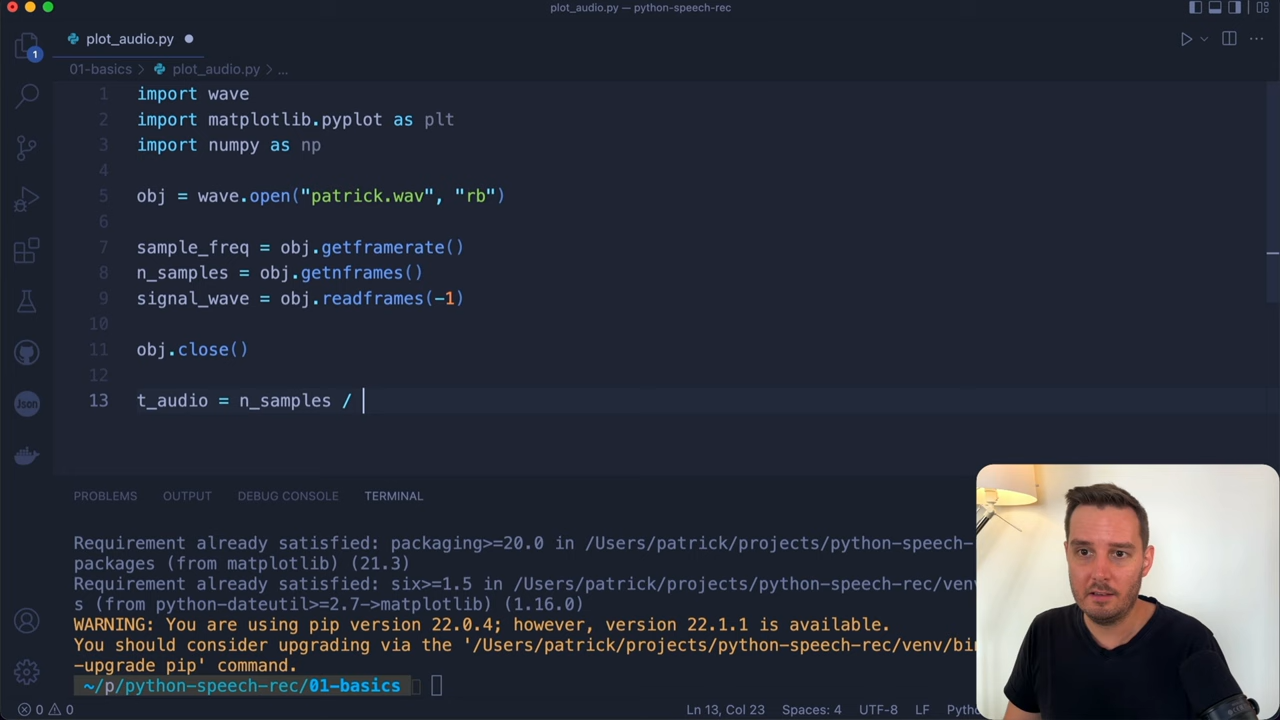 plot_audio.py — python-speech-rec
1
plot_audio.py
01-basics > plot_audio.py > ...
1 import wave
2 import matplotlib.pyplot as plt
3 import numpy as np
4
5 obj = wave.open("patrick.wav", "rb")
6
7 sample_freq = obj.getframerate()
8 n_samples = obj.getnframes()
9 signal_wave = obj.readframes(-1)
10
11 obj.close()
12
13 t_audio = n_samples /
Json
PROBLEMS OUTPUT DEBUG CONSOLE TERMINAL
Requirement already satisfied: packaging>=20.0 in /Users/patrick/projects/python-speech-
packages (from matplotlib) (21.3)
Requirement already satisfied: six>=1.5 in /Users/patrick/projects/python-speech-rec/venv
s (from python-dateutil>=2.7->matplotlib) (1.16.0)
WARNING: You are using pip version 22.0.4; however, version 22.1.1 is available.
You should consider upgrading via the '/Users/patrick/projects/python-speech-rec/venv/bin
-upgrade pip' command.
~/p/python-speech-rec/01-basics
0 0 Ln 13, Col 23 Spaces: 4 UTF-8 LF Pytho